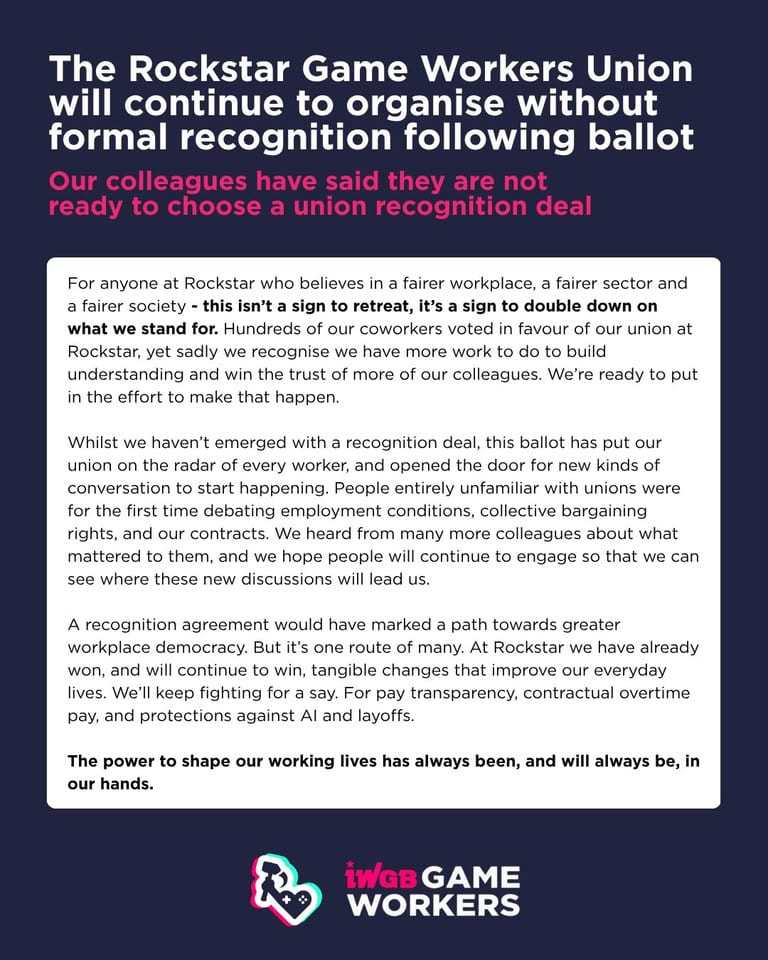 The Rockstar Game Workers Union
will continue to organise without
formal recognition following ballot
Our colleagues have said they are not
ready to choose a union recognition deal
For anyone at Rockstar who believes in a fairer workplace, a fairer sector and
a fairer society - this isn’t a sign to retreat, it’s a sign to double down on
what we stand for. Hundreds of our coworkers voted in favour of our union at
Rockstar, yet sadly we recognise we have more work to do to build
understanding and win the trust of more of our colleagues. We’re ready to put
in the effort to make that happen.
Whilst we haven’t emerged with a recognition deal, this ballot has put our
union on the radar of every worker, and opened the door for new kinds of
conversation to start happening. People entirely unfamiliar with unions were
for the first time debating employment conditions, collective bargaining
rights, and our contracts. We heard from many more colleagues about what
mattered to them, and we hope people will continue to engage so that we can
see where these new discussions will lead us.
A recognition agreement would have marked a path towards greater
workplace democracy. But it’s one route of many. At Rockstar we have already
won, and will continue to win, tangible changes that improve our everyday
lives. We’ll keep fighting for a say. For pay transparency, contractual overtime
pay, and protections against AI and layoffs.
The power to shape our working lives has always been, and will always be, in
our hands.
iWGB GAME
WORKERS